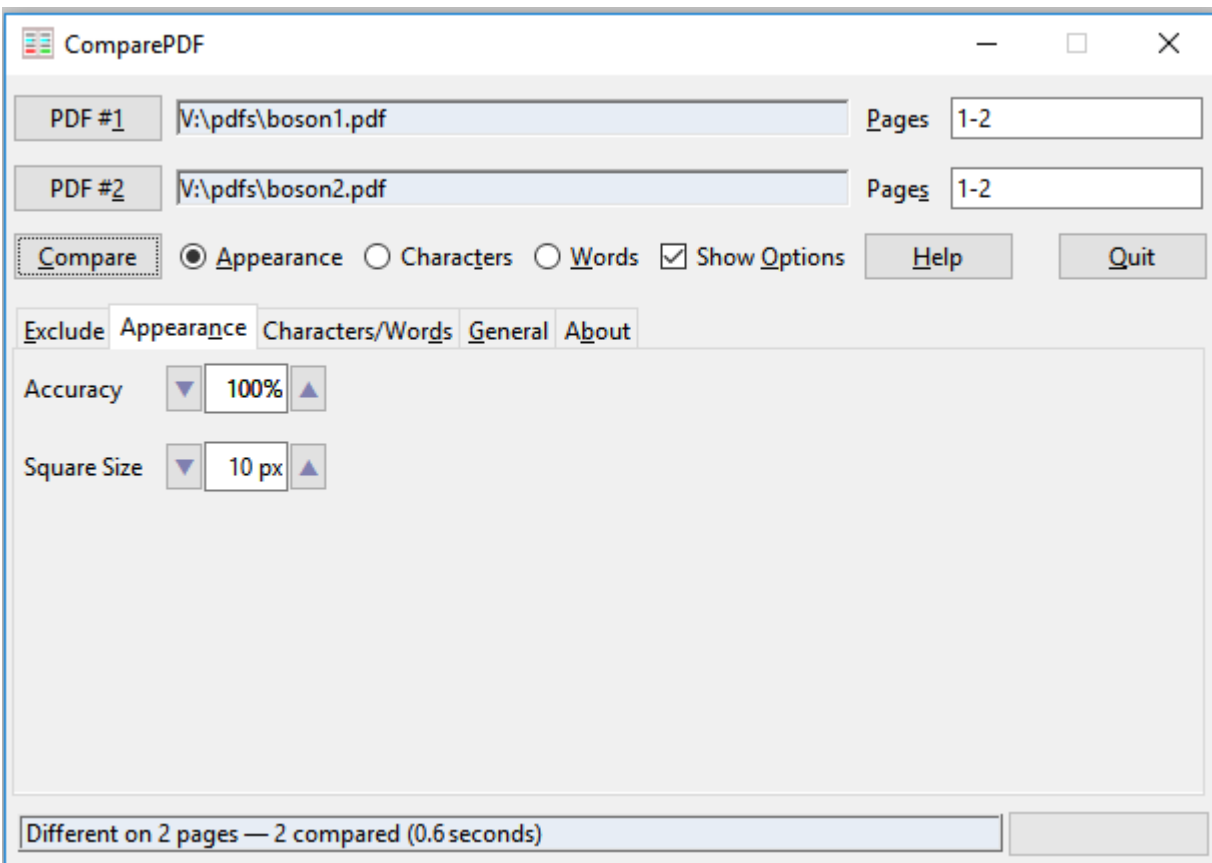 ComparePDF
PDF #1 V:\pdfs\boson1.pdf Pages 1-2
PDF #2 V:\pdfs\boson2.pdf Pages 1-2
Compare Appearance Characters Words Show Options Help Quit
Exclude Appearance Characters/Words General About
Accuracy 100%
Square Size 10 px
Different on 2 pages — 2 compared (0.6 seconds)